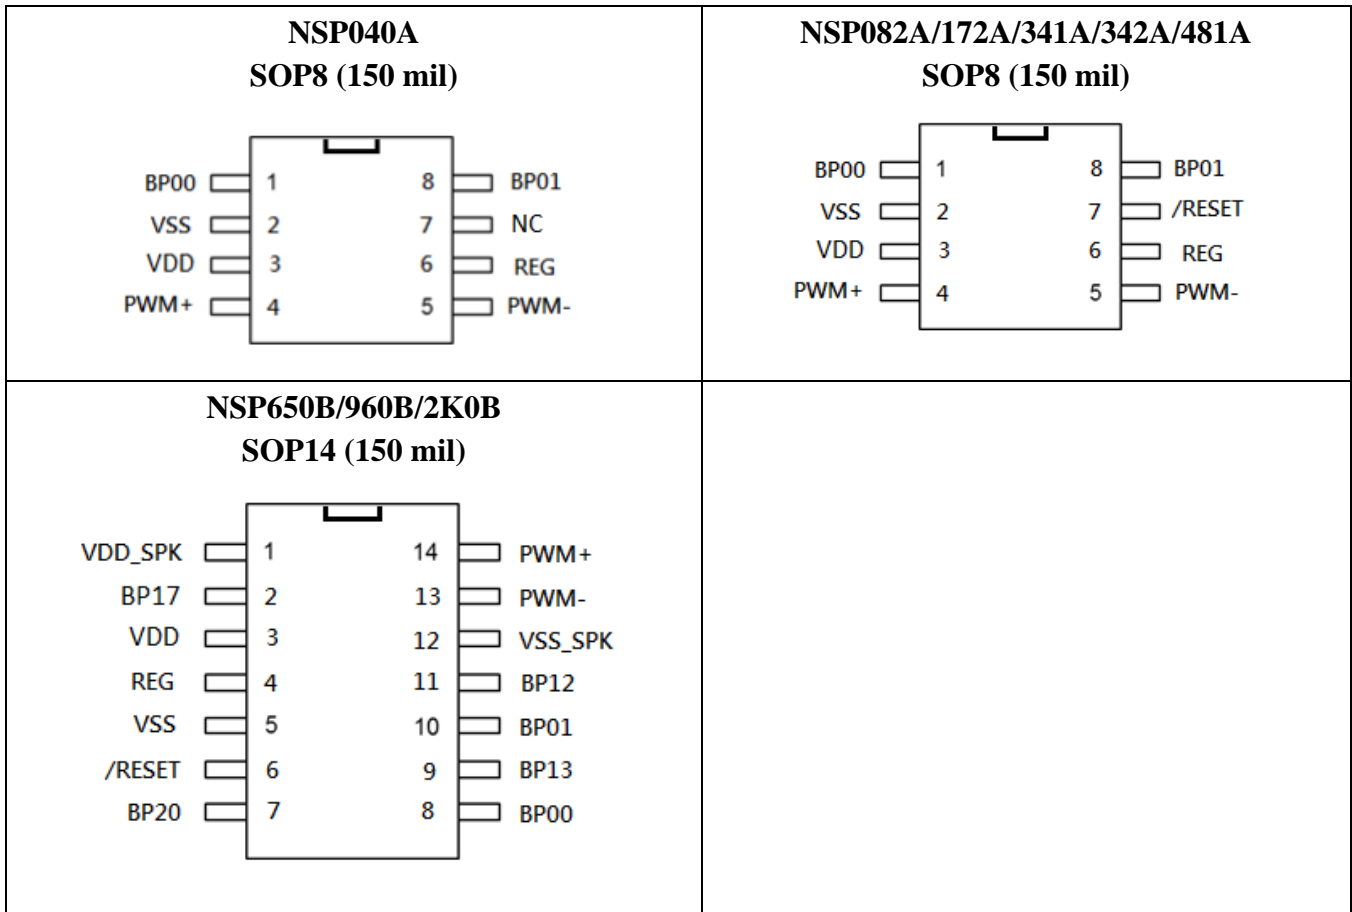 NSP040A
SOP8 (150 mil)
BP00 1 8 BP01
VSS 2 7 NC
VDD 3 6 REG
PWM+ 4 5 PWM-
NSP082A/172A/341A/342A/481A
SOP8 (150 mil)
BP00 1 8 BP01
VSS 2 7 /RESET
VDD 3 6 REG
PWM+ 4 5 PWM-
NSP650B/960B/2K0B
SOP14 (150 mil)
VDD_SPK 1 14 PWM+
BP17 2 13 PWM-
VDD 3 12 VSS_SPK
REG 4 11 BP12
VSS 5 10 BP01
/RESET 6 9 BP13
BP20 7 8 BP00